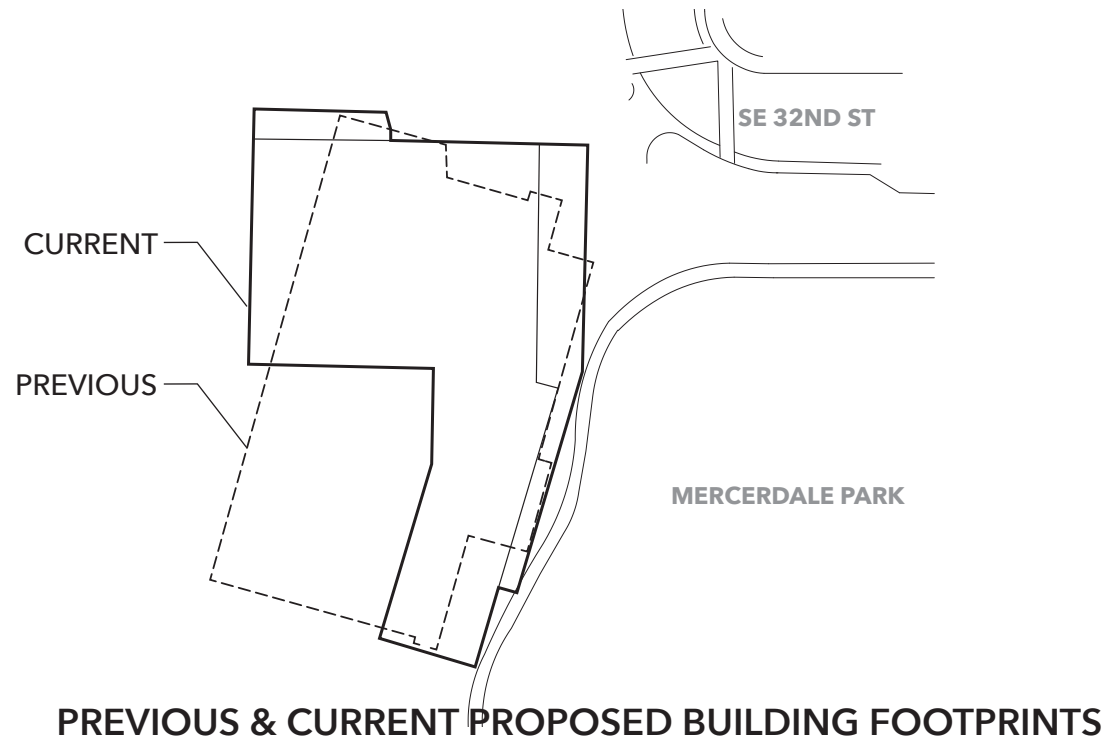 SE 32ND ST
CURRENT
PREVIOUS
MERCERDALE PARK
PREVIOUS & CURRENT PROPOSED BUILDING FOOTPRINTS